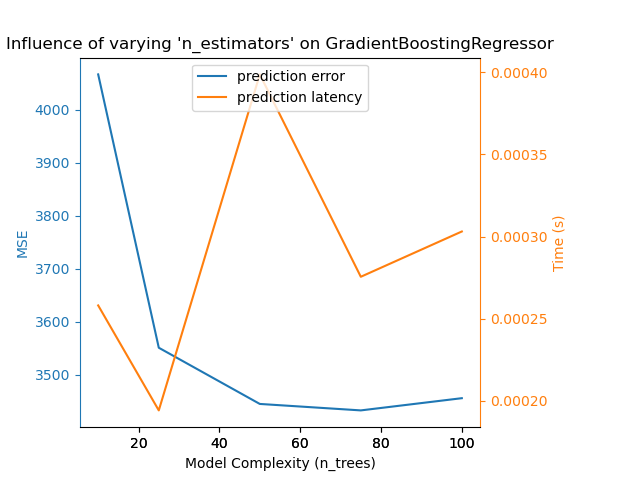 Influence of varying 'n_estimators' on GradientBoostingRegressor
prediction error
prediction latency
4000
3900
3800
3700
3600
3500
MSE
0.00040
0.00035
0.00030
0.00025
0.00020
Time (s)
20 40 60 80 100
Model Complexity (n_trees)